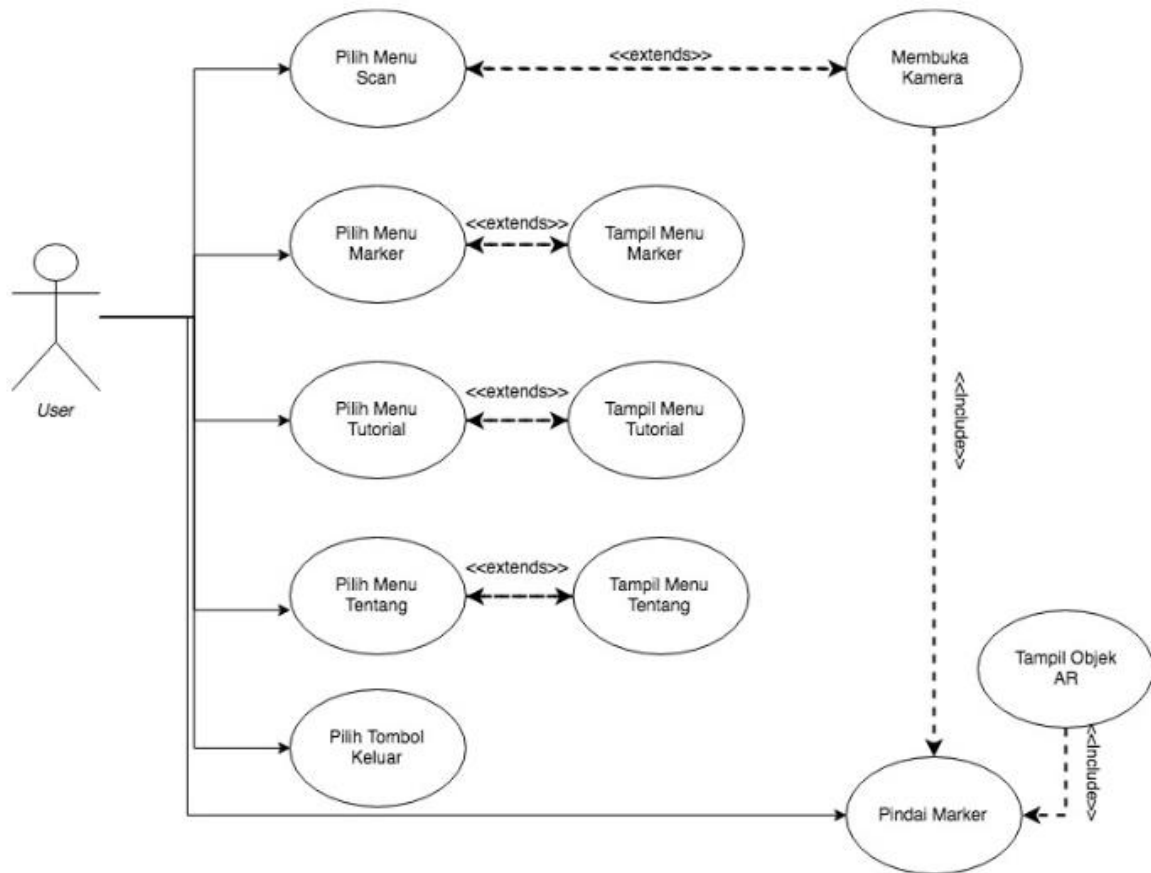 Pilih Menu
Scan
<<extends>>
Membuka
Kamera
Pilih Menu
Marker
<<extends>>
Tampil Menu
Marker
User
Pilih Menu
Tutorial
<<extends>>
Tampil Menu
Tutorial
<<Include>>
Pilih Menu
Tentang
<<extends>>
Tampil Menu
Tentang
Tampil Objek
AR
Pilih Tombol
Keluar
<<Include>>
Pindai Marker